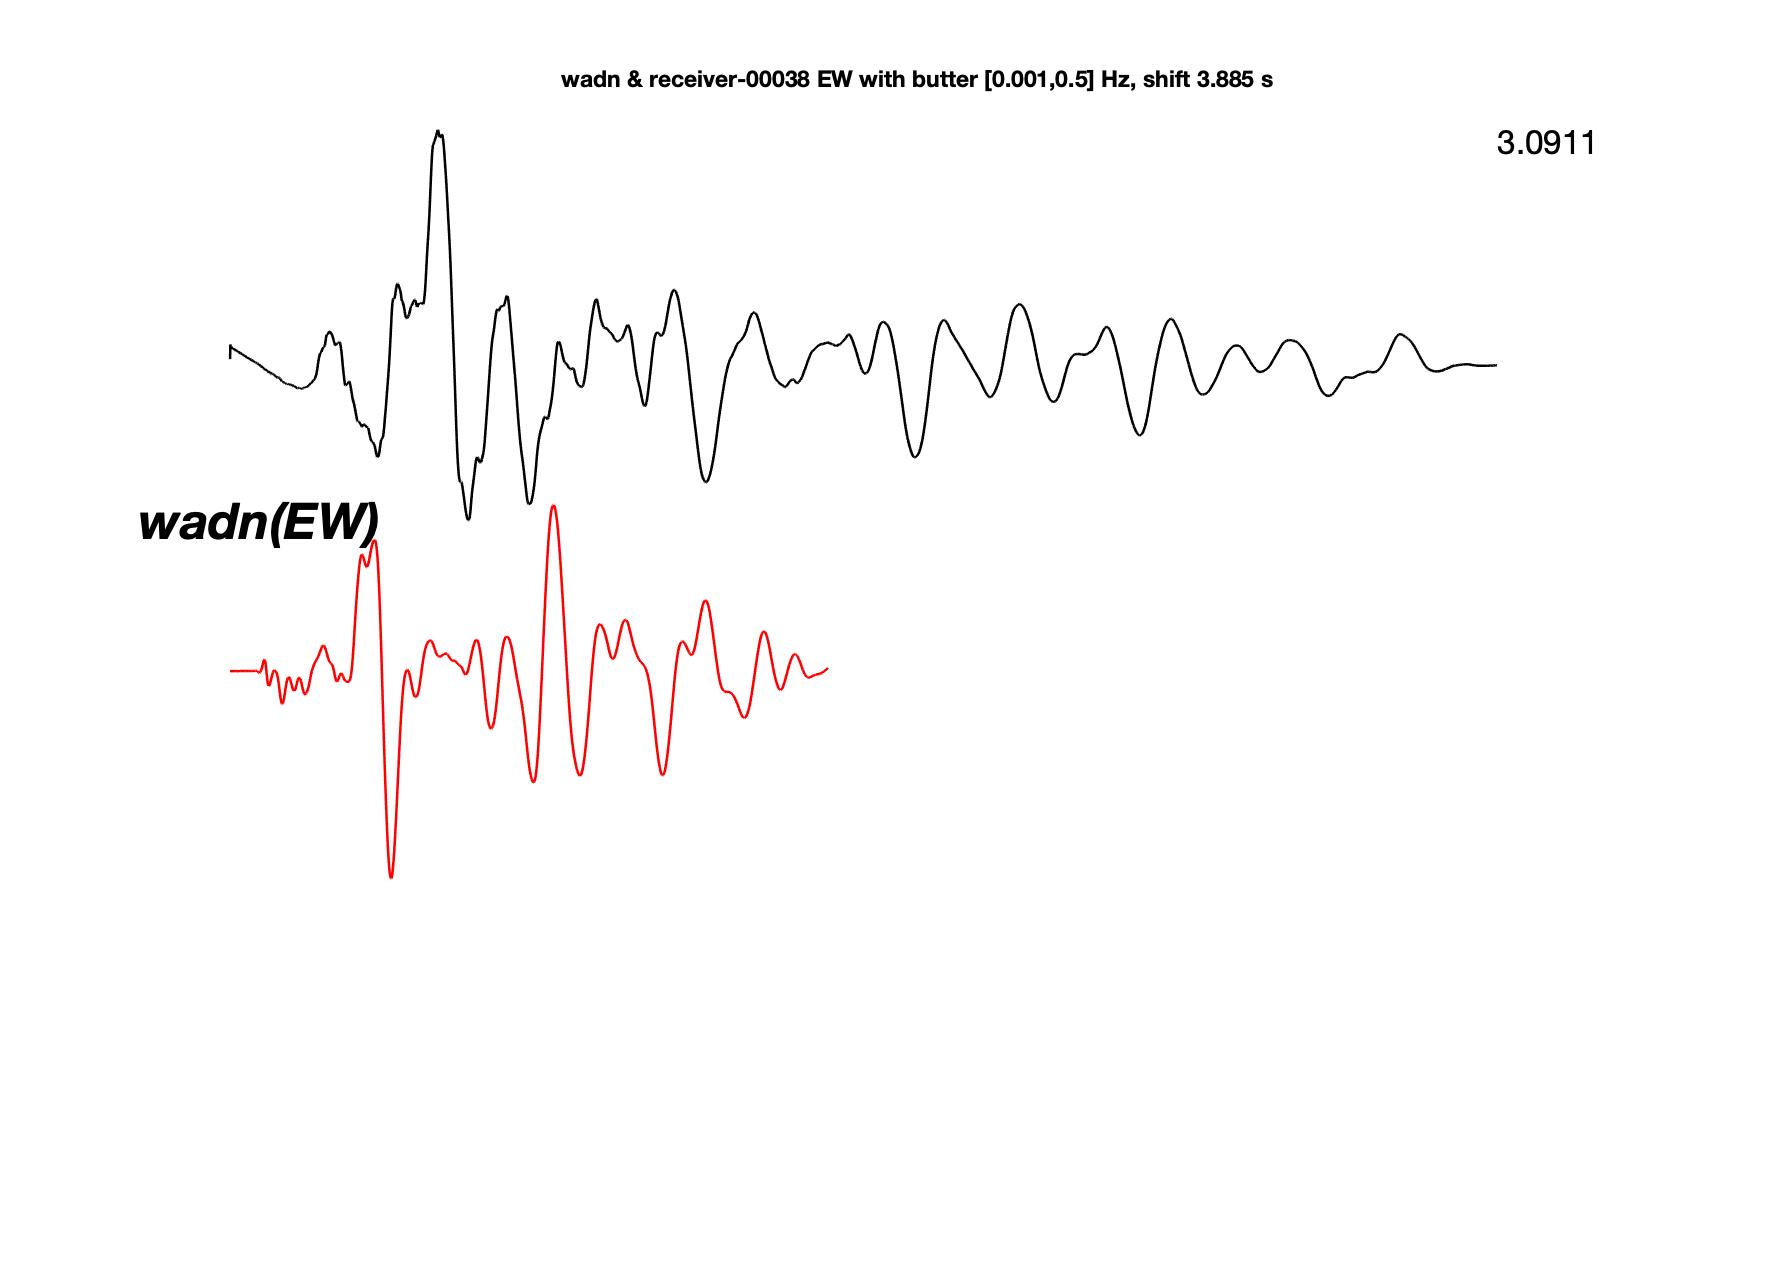 wadn & receiver-00038 EW with butter [0.001,0.5] Hz, shift 3.885 s
3.0911
wadn(EW)